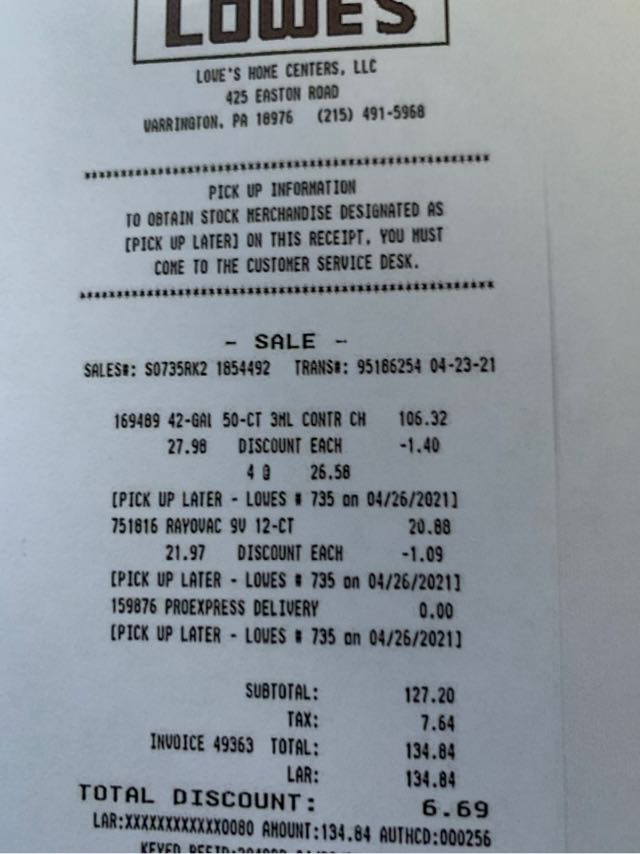 LOWE'S
LOWE'S HOME CENTERS, LLC
425 EASTON ROAD
WARRINGTON, PA 18976 (215) 491-5968
****************************************************
PICK UP INFORMATION
TO OBTAIN STOCK MERCHANDISE DESIGNATED AS
[PICK UP LATER] ON THIS RECEIPT, YOU MUST
COME TO THE CUSTOMER SERVICE DESK.
****************************************************
- SALE -
SALES#: S0735RK2 1854492 TRANS#: 95186254 04-23-21
169489 42-GAL 50-CT 3ML CONTR CH 106.32
27.98 DISCOUNT EACH -1.40
4 @ 26.58
[PICK UP LATER - LOWES # 735 on 04/26/2021]
751816 RAYOVAC 9V 12-CT 20.88
21.97 DISCOUNT EACH -1.09
[PICK UP LATER - LOWES # 735 on 04/26/2021]
159876 PROEXPRESS DELIVERY 0.00
[PICK UP LATER - LOWES # 735 on 04/26/2021]
SUBTOTAL: 127.20
TAX: 7.64
INVOICE 49363 TOTAL: 134.84
LAR: 134.84
TOTAL DISCOUNT: 6.69
LAR:XXXXXXXXXXXX0080 AMOUNT:134.84 AUTHCD:000256